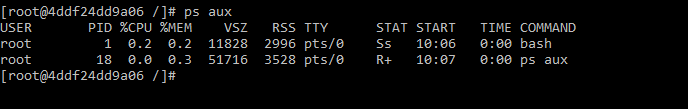 [root@4ddf24dd9a06 /]# ps aux
USER       PID %CPU %MEM    VSZ   RSS TTY      STAT START   TIME COMMAND
root         1  0.2  0.2  11828  2996 pts/0    Ss   10:06   0:00 bash
root        18  0.0  0.3  51716  3528 pts/0    R+   10:07   0:00 ps aux
[root@4ddf24dd9a06 /]#